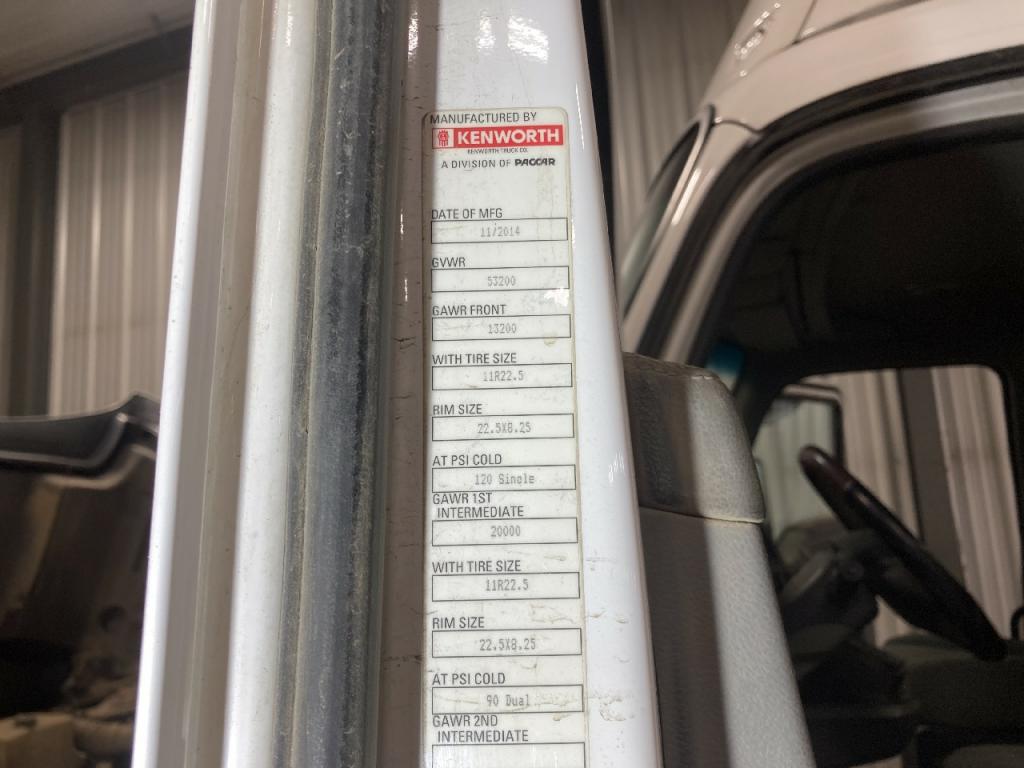 MANUFACTURED BY
KENWORTH
KENWORTH TRUCK CO.
A DIVISION OF PACCAR
DATE OF MFG
11/2014
GVWR
53200
GAWR FRONT
13200
WITH TIRE SIZE
11R22.5
RIM SIZE
22.5X8.25
AT PSI COLD
120 Single
GAWR 1ST
INTERMEDIATE
20000
WITH TIRE SIZE
11R22.5
RIM SIZE
22.5X8.25
AT PSI COLD
90 Dual
GAWR 2ND
INTERMEDIATE